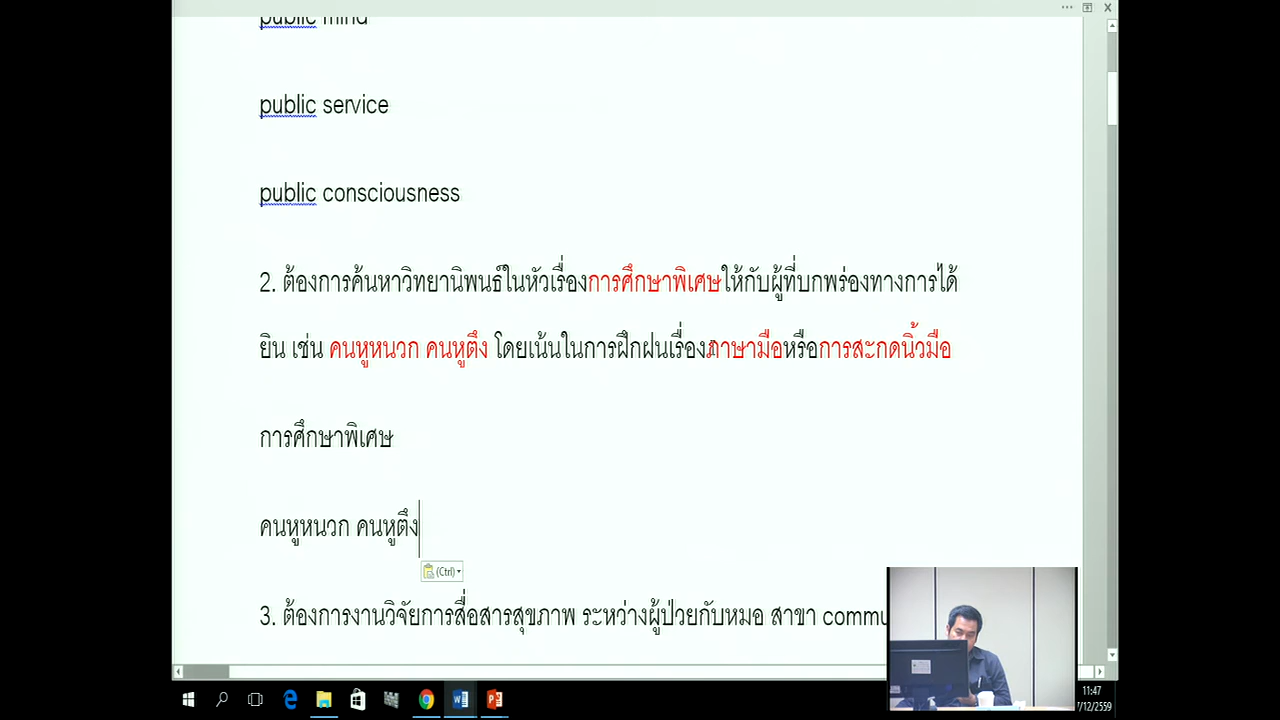 public mind
public service
public consciousness
2. ต้องการค้นหาวิทยานิพนธ์ในหัวเรื่องการศึกษาพิเศษให้กับผู้ที่บกพร่องทางการได้
ยิน เช่น คนหูหนวก คนหูตึง โดยเน้นในการฝึกฝนเรื่องภาษามือหรือการสะกดนิ้วมือ
การศึกษาพิเศษ
คนหูหนวก คนหูตึง
(Ctrl)
3. ต้องการงานวิจัยการสื่อสารสุขภาพ ระหว่างผู้ป่วยกับหมอ สาขา commu
11:47
7/12/2559